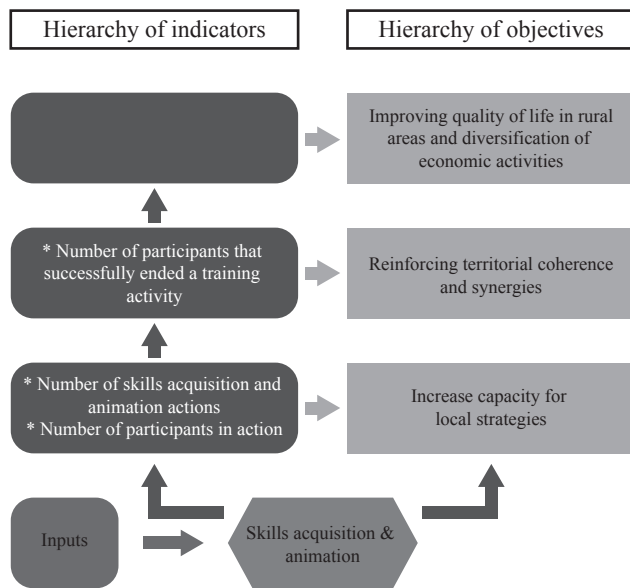 Hierarchy of indicators
Hierarchy of objectives
Improving quality of life in rural
areas and diversification of
economic activities
* Number of participants that
successfully ended a training
activity
Reinforcing territorial coherence
and synergies
* Number of skills acquisition and
animation actions
* Number of participants in action
Increase capacity for
local strategies
Inputs
Skills acquisition &
animation